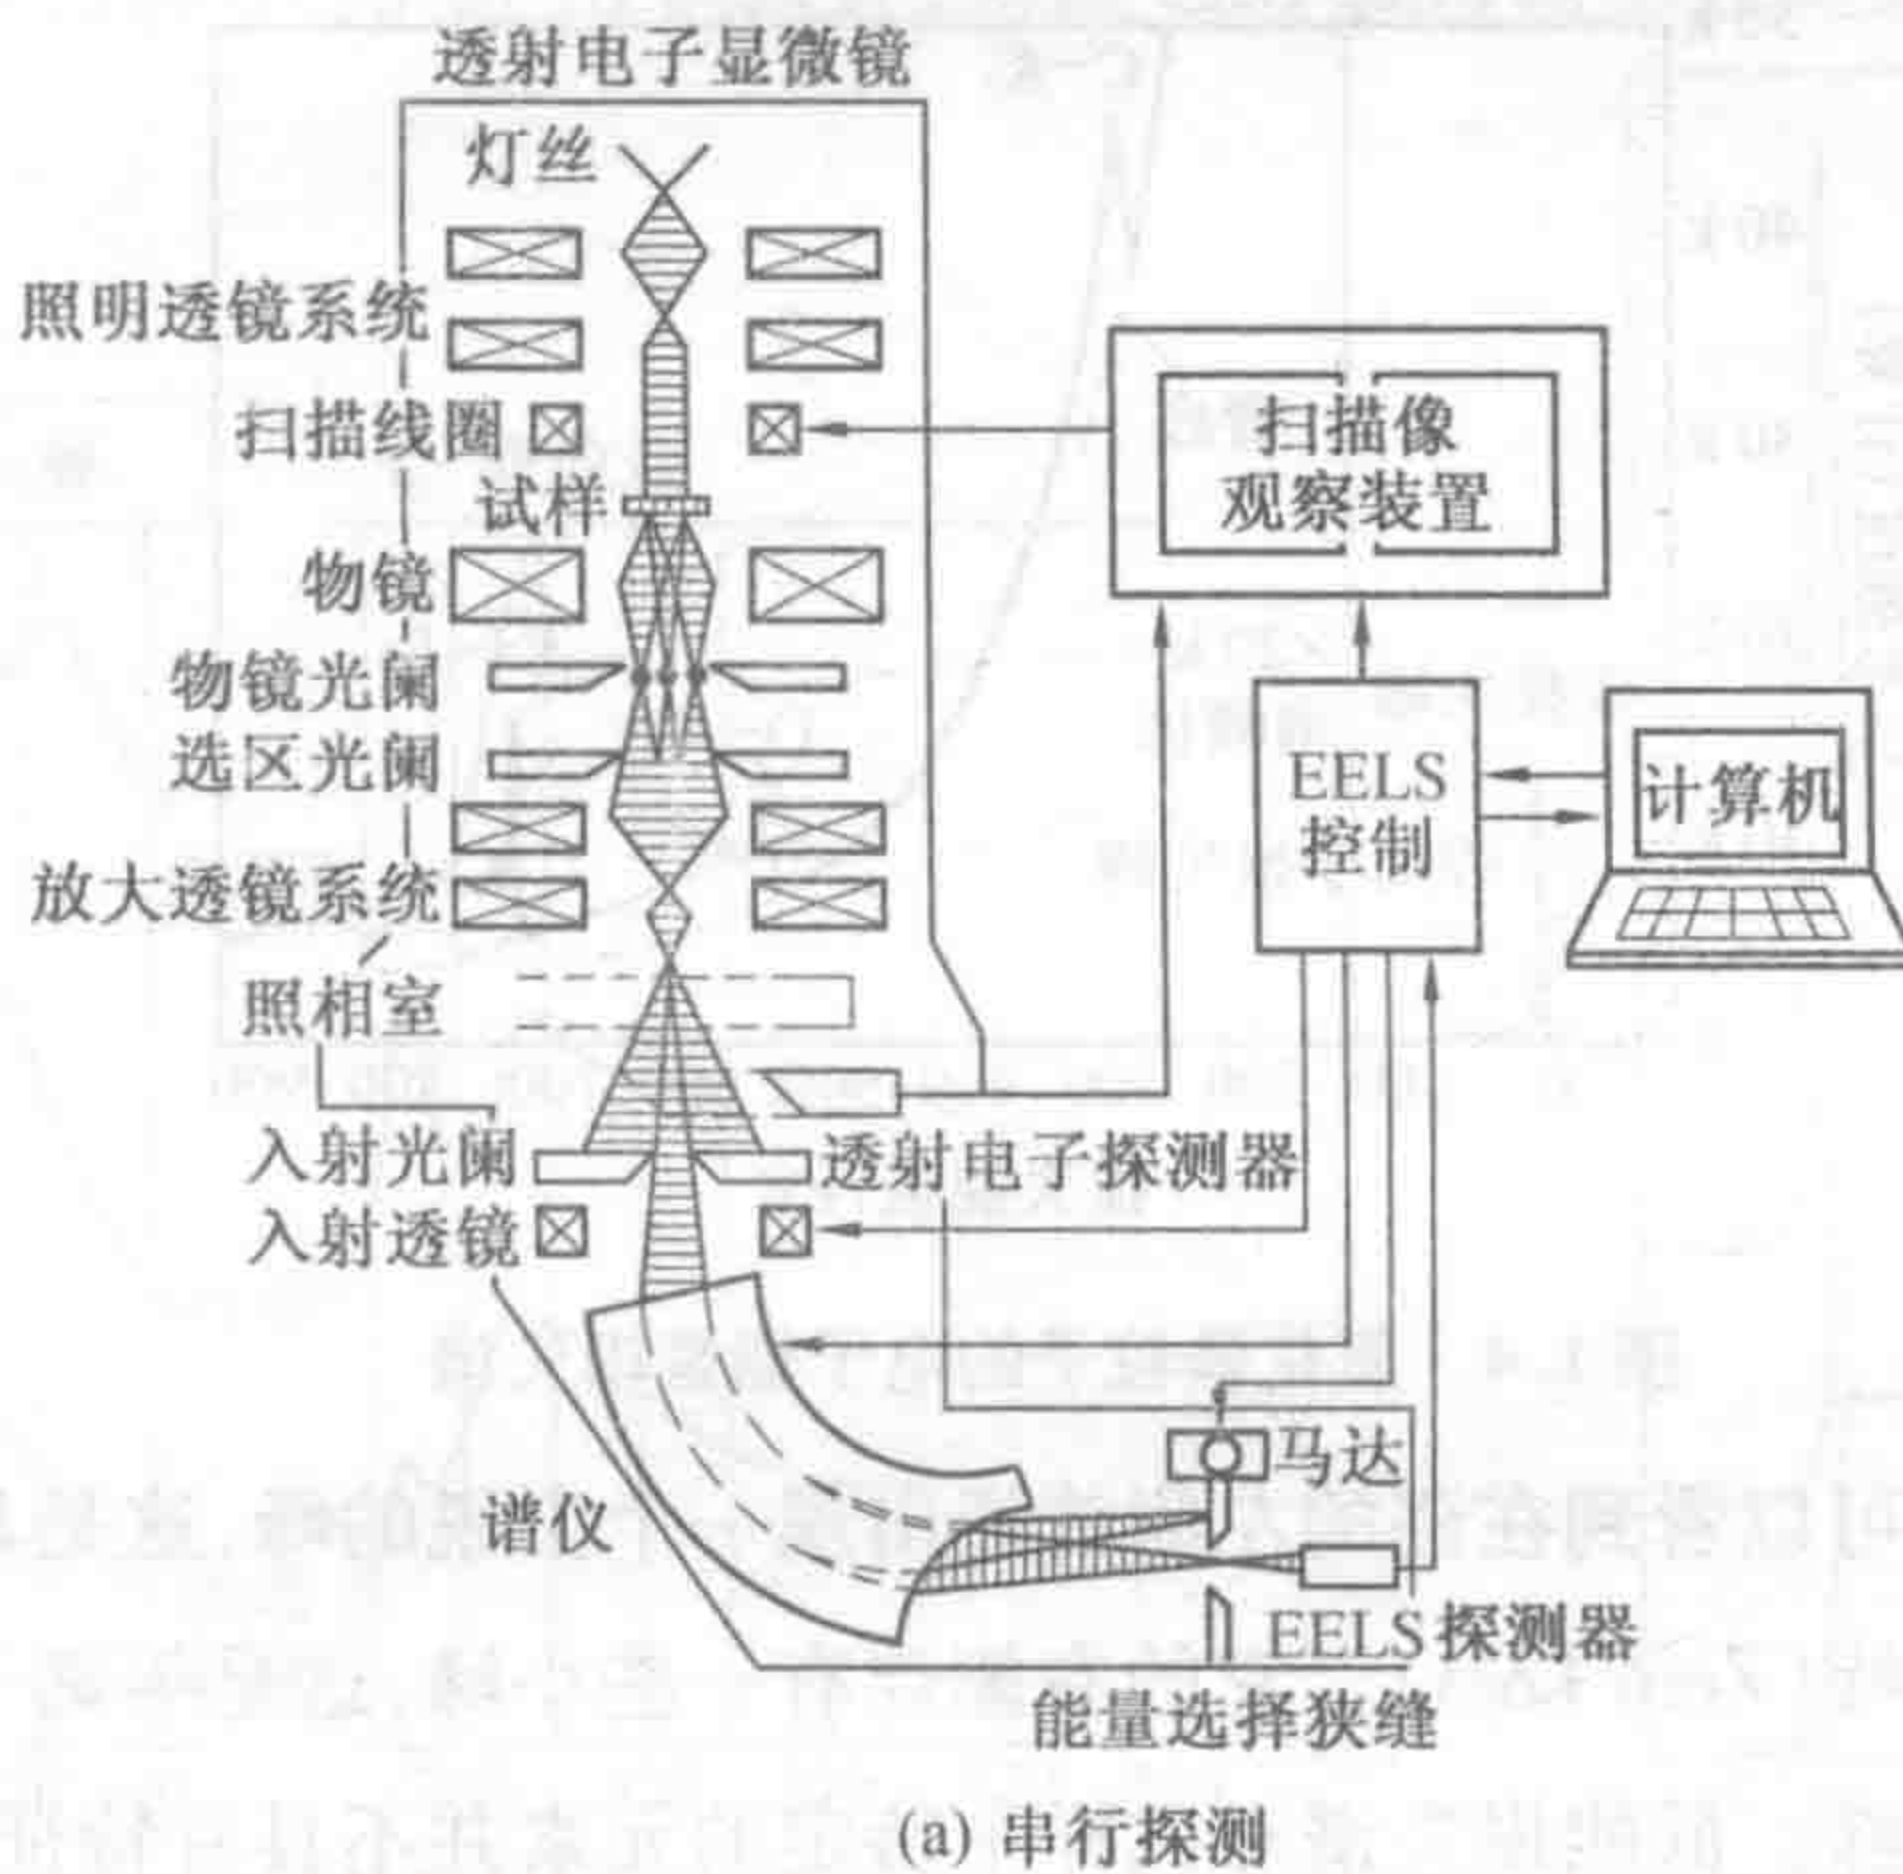 透射电子显微镜
灯丝
照明透镜系统
扫描线圈
扫描像
观察装置
试样
物镜
物镜光阑
选区光阑
EELS
控制
计算机
放大透镜系统
照相室
入射光阑
透射电子探测器
入射透镜
马达
谱仪
EELS探测器
能量选择狭缝
(a) 串行探测